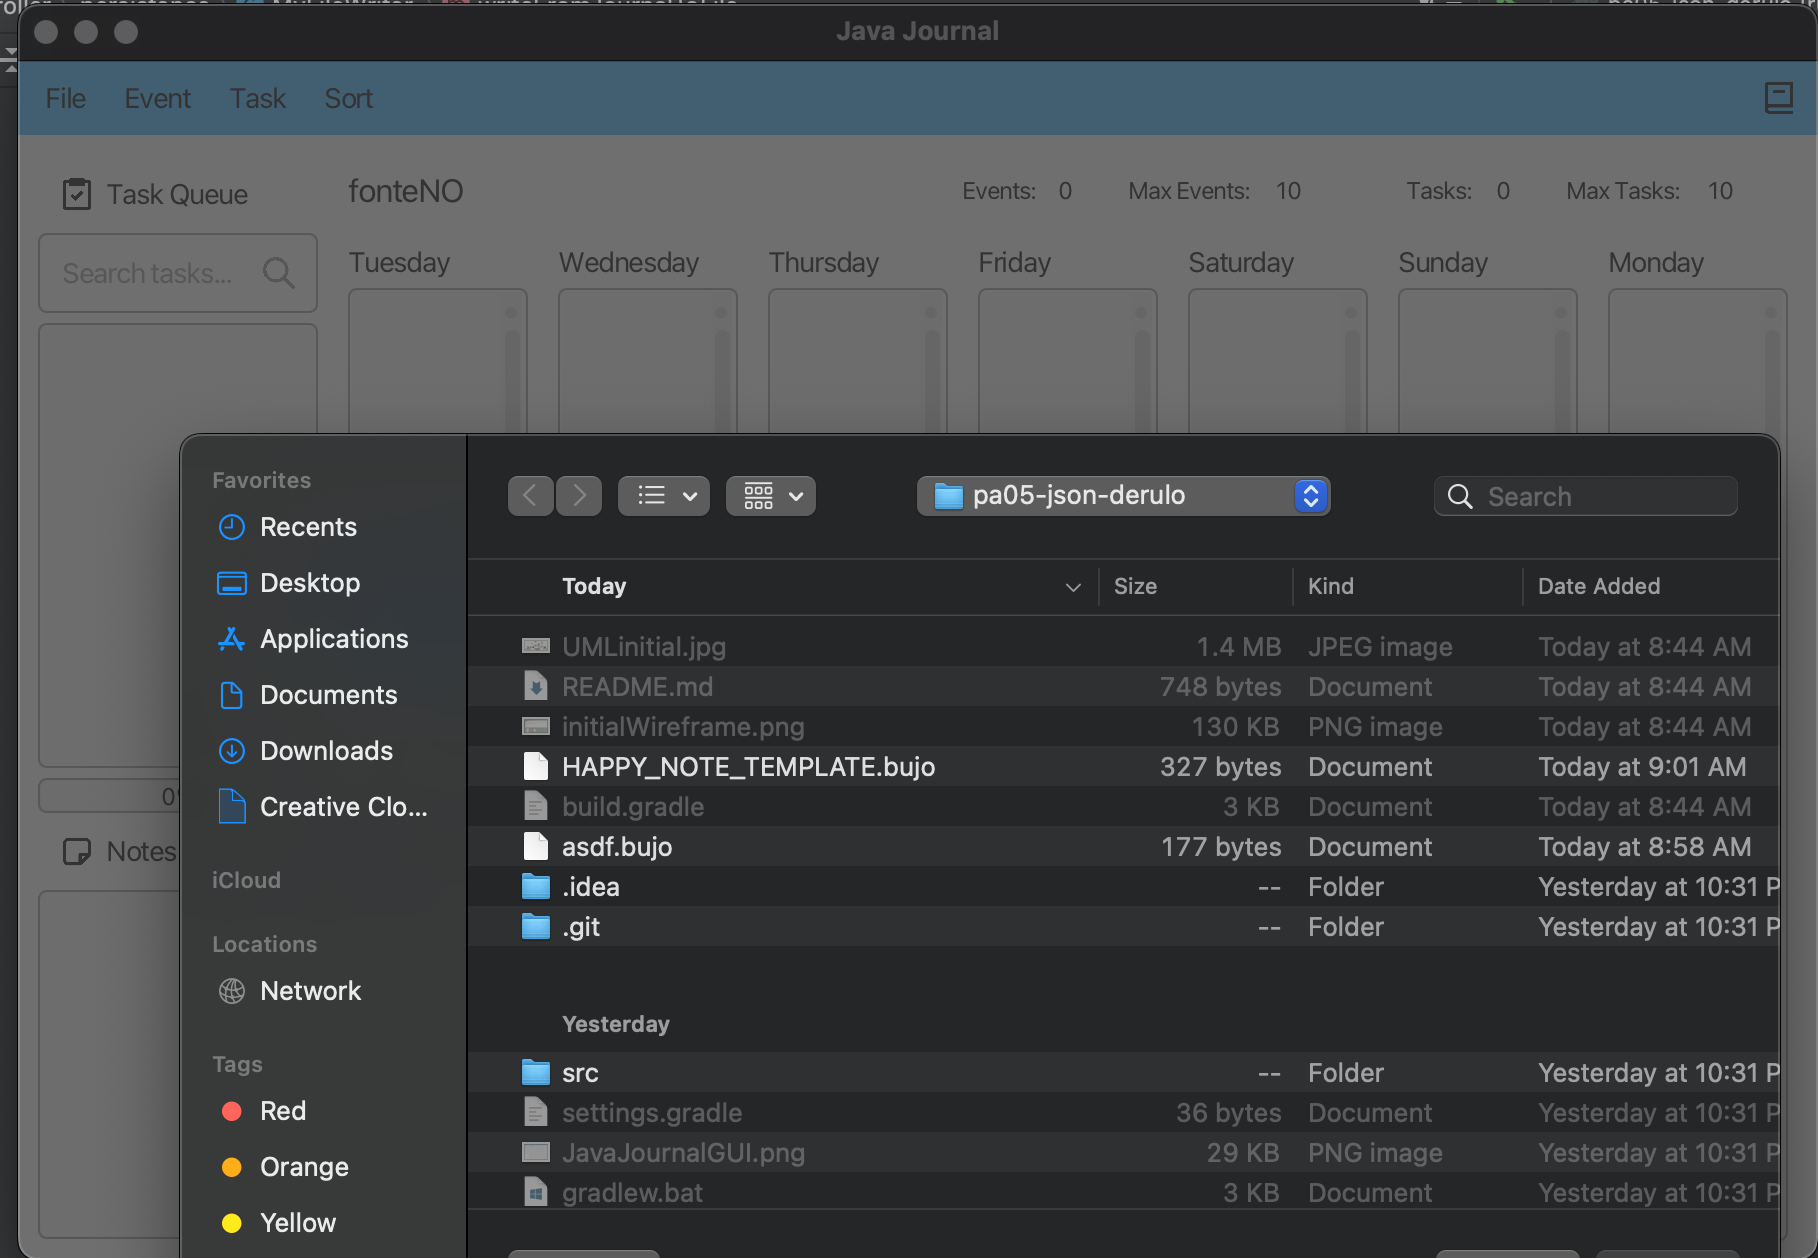 Java Journal
File Event Task Sort
Task Queue
fonteNO
Events: 0 Max Events: 10 Tasks: 0 Max Tasks: 10
Search tasks...
Tuesday Wednesday Thursday Friday Saturday Sunday Monday
Notes
Favorites
Recents
Desktop
Applications
Documents
Downloads
Creative Clo...
iCloud
Locations
Network
Tags
Red
Orange
Yellow
pa05-json-derulo
Search
Today Size Kind Date Added
UMLinitial.jpg 1.4 MB JPEG image Today at 8:44 AM
README.md 748 bytes Document Today at 8:44 AM
initialWireframe.png 130 KB PNG image Today at 8:44 AM
HAPPY_NOTE_TEMPLATE.bujo 327 bytes Document Today at 9:01 AM
build.gradle 3 KB Document Today at 8:44 AM
asdf.bujo 177 bytes Document Today at 8:58 AM
.idea -- Folder Yesterday at 10:31 P
.git -- Folder Yesterday at 10:31 P
Yesterday
src -- Folder Yesterday at 10:31 P
settings.gradle 36 bytes Document Yesterday at 10:31 P
JavaJournalGUI.png 29 KB PNG image Yesterday at 10:31 P
gradlew.bat 3 KB Document Yesterday at 10:31 P